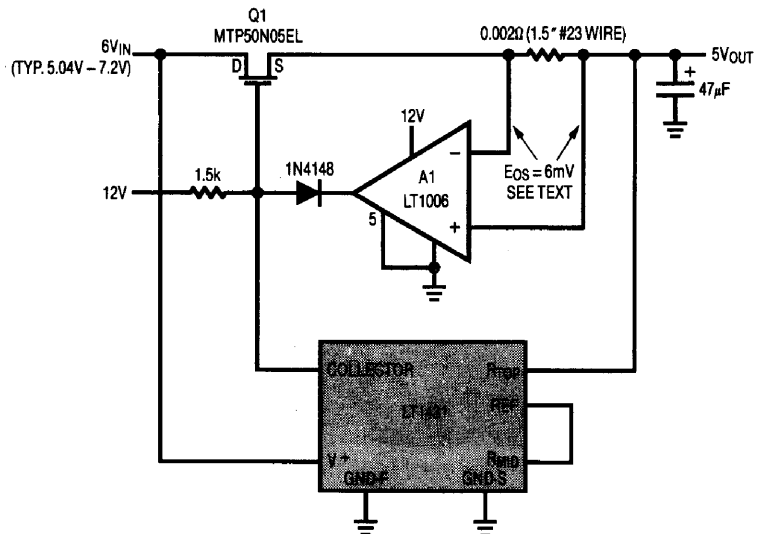 Q1
MTP50N05EL
6VIN
(TYP. 5.04V – 7.2V)
D
S
0.002Ω (1.5" #23 WIRE)
5VOUT
+
47µF
12V
–
A1
LT1006
+
5
EOS = 6mV
SEE TEXT
1.5k
1N4148
12V
COLLECTOR
RTOP
REF
V+
RMID
GND-F
GND-S